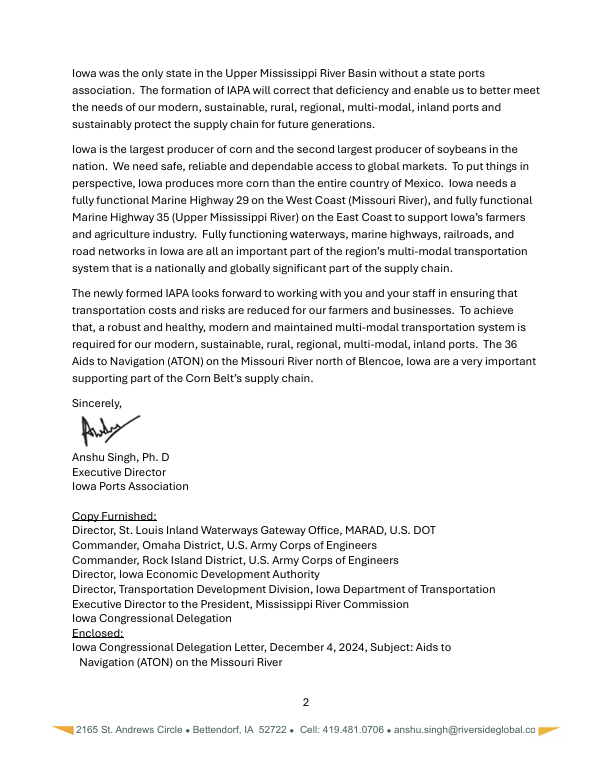 Iowa was the only state in the Upper Mississippi River Basin without a state ports
association.  The formation of IAPA will correct that deficiency and enable us to better meet
the needs of our modern, sustainable, rural, regional, multi-modal, inland ports and
sustainably protect the supply chain for future generations.
Iowa is the largest producer of corn and the second largest producer of soybeans in the
nation.  We need safe, reliable and dependable access to global markets.  To put things in
perspective, Iowa produces more corn than the entire country of Mexico.  Iowa needs a
fully functional Marine Highway 29 on the West Coast (Missouri River), and fully functional
Marine Highway 35 (Upper Mississippi River) on the East Coast to support Iowa's farmers
and agriculture industry.  Fully functioning waterways, marine highways, railroads, and
road networks in Iowa are all an important part of the region's multi-modal transportation
system that is a nationally and globally significant part of the supply chain.
The newly formed IAPA looks forward to working with you and your staff in ensuring that
transportation costs and risks are reduced for our farmers and businesses.  To achieve
that, a robust and healthy, modern and maintained multi-modal transportation system is
required for our modern, sustainable, rural, regional, multi-modal, inland ports.  The 36
Aids to Navigation (ATON) on the Missouri River north of Blencoe, Iowa are a very important
supporting part of the Corn Belt's supply chain.
Sincerely,
Anshu
Anshu Singh, Ph. D
Executive Director
Iowa Ports Association
Copy Furnished:
Director, St. Louis Inland Waterways Gateway Office, MARAD, U.S. DOT
Commander, Omaha District, U.S. Army Corps of Engineers
Commander, Rock Island District, U.S. Army Corps of Engineers
Director, Iowa Economic Development Authority
Director, Transportation Development Division, Iowa Department of Transportation
Executive Director to the President, Mississippi River Commission
Iowa Congressional Delegation
Enclosed:
Iowa Congressional Delegation Letter, December 4, 2024, Subject: Aids to
Navigation (ATON) on the Missouri River
2
2165 St. Andrews Circle • Bettendorf, IA  52722 •  Cell: 419.481.0706 • anshu.singh@riversideglobal.co